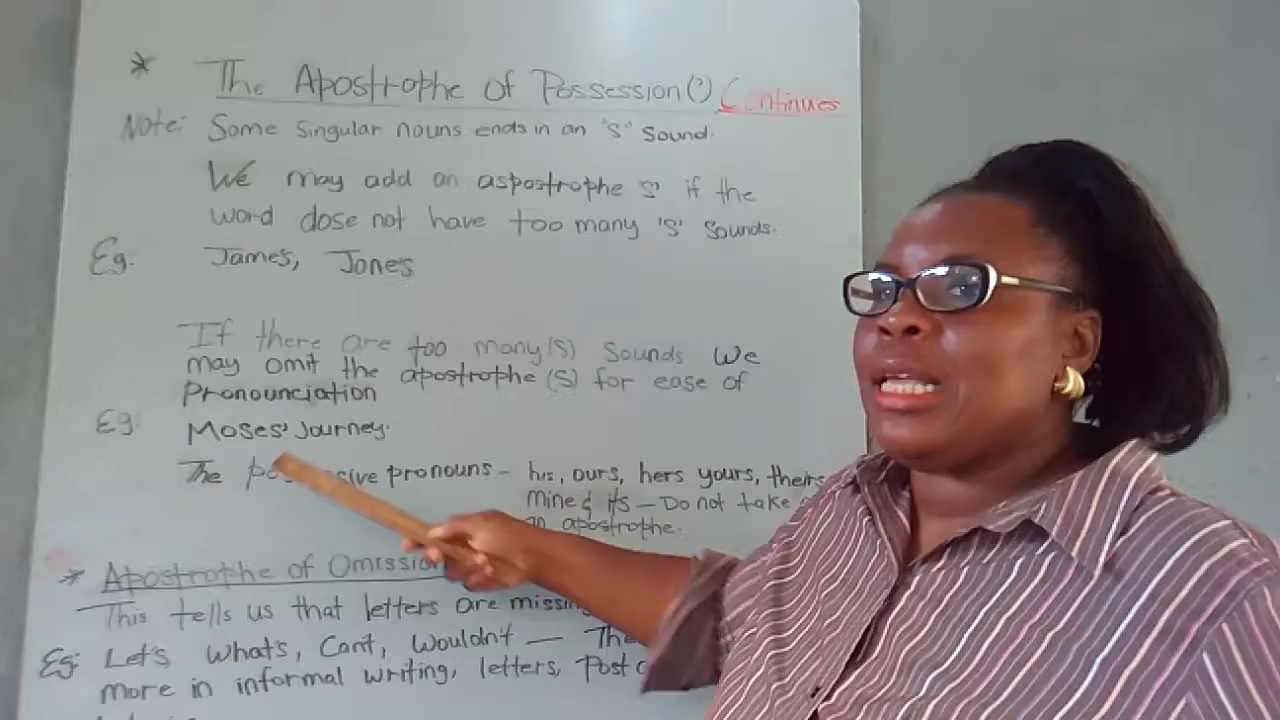 * The Apostrophe of Possession(') Continues
Note: Some singular nouns ends in an "s" sound.
We may add an aspostrophe s' if the
word dose not have too many 's' sounds.
Eg. James, Jones
If there are too many (s) sounds we
may omit the apostrophe (s) for ease of
Pronounciation
Eg Moses' Journey.
The pronouns - his, ours, hers yours, theirs
mine & its - Do not take
an apostrophe.
* Apostrophe of Omission
This tells us that letters are missing
Eg: Let's what's, Can't, wouldn't — The
more in informal writing, letters, Post